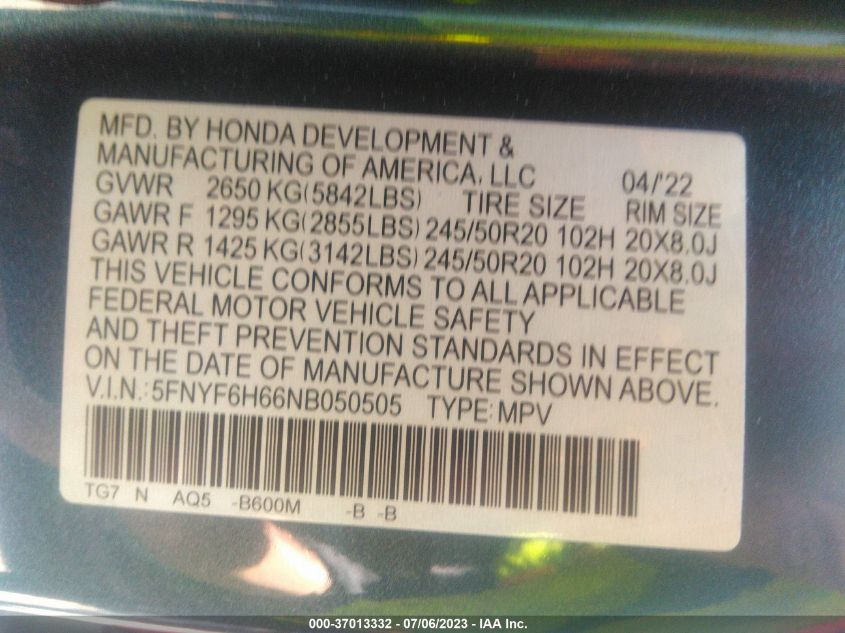 MFD. BY HONDA DEVELOPMENT &
MANUFACTURING OF AMERICA, LLC 04/'22
GVWR 2650 KG(5842LBS) TIRE SIZE RIM SIZE
GAWR F 1295 KG(2855LBS) 245/50R20 102H 20X8.0J
GAWR R 1425 KG(3142LBS) 245/50R20 102H 20X8.0J
THIS VEHICLE CONFORMS TO ALL APPLICABLE
FEDERAL MOTOR VEHICLE SAFETY
AND THEFT PREVENTION STANDARDS IN EFFECT
ON THE DATE OF MANUFACTURE SHOWN ABOVE.
V.I.N.: 5FNYF6H66NB050505 TYPE: MPV
TG7 N AQ5 -B600M -B -B
000-37013332 - 07/06/2023 - IAA Inc.